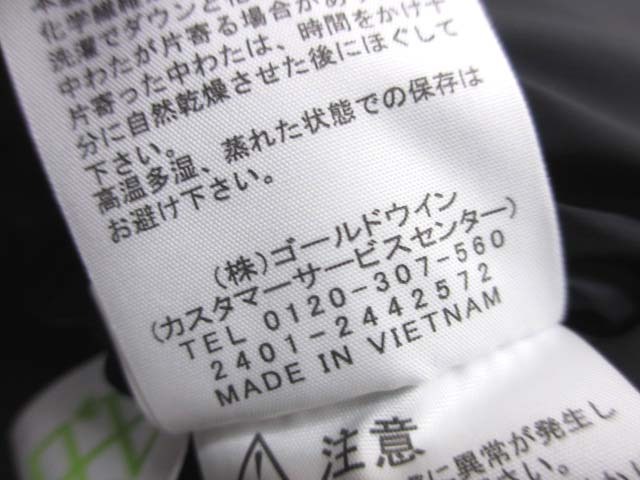 化学繊維
洗濯でダウンと化
中わたが片寄る場合があ
片寄った中わたは、時間をかけ十
分に自然乾燥させた後にほぐして
下さい。
高温多湿、蒸れた状態での保存は
お避け下さい。
(株)ゴールドウイン
(カスタマーサービスセンター)
TEL 0120-307-560
2401-2442572
MADE IN VIETNAM
注意
に異常が発生し
さい。